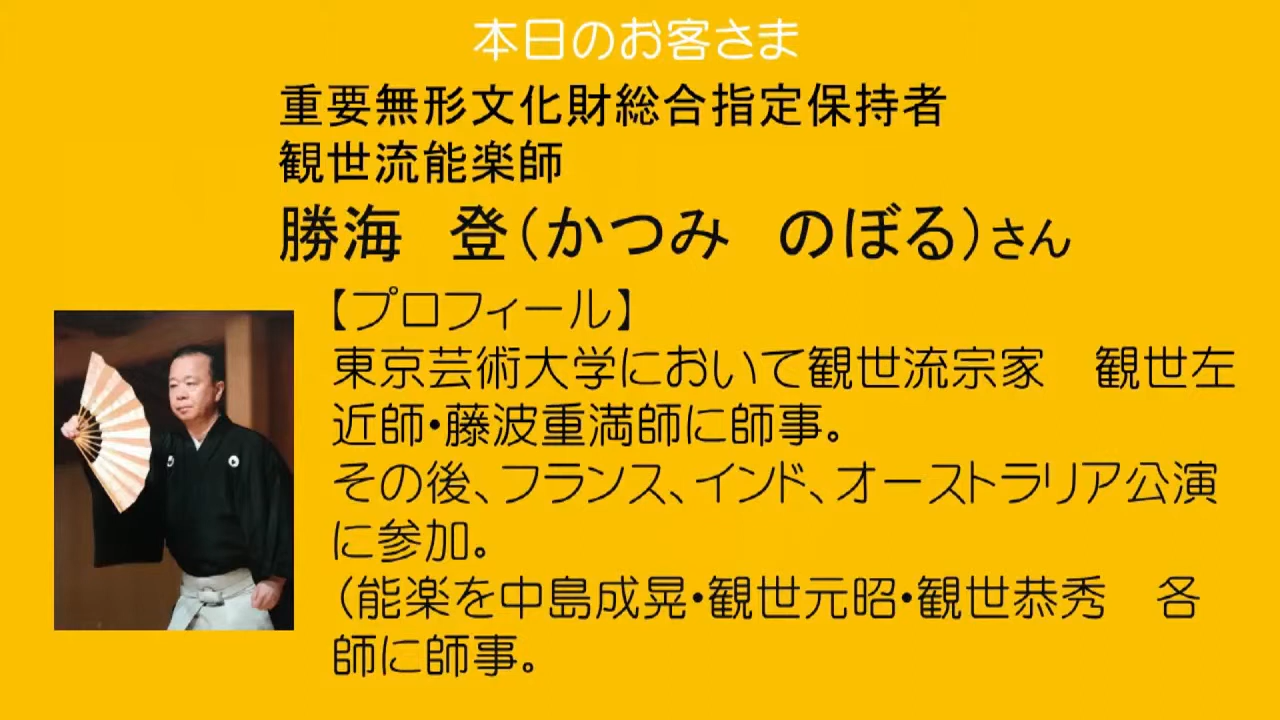 本日のお客さま
重要無形文化財総合指定保持者
観世流能楽師
勝海　登（かつみ　のぼる）さん
【プロフィール】
東京芸術大学において観世流宗家　観世左
近師・藤波重満師に師事。
その後、フランス、インド、オーストラリア公演
に参加。
（能楽を中島成晃・観世元昭・観世恭秀　各
師に師事。